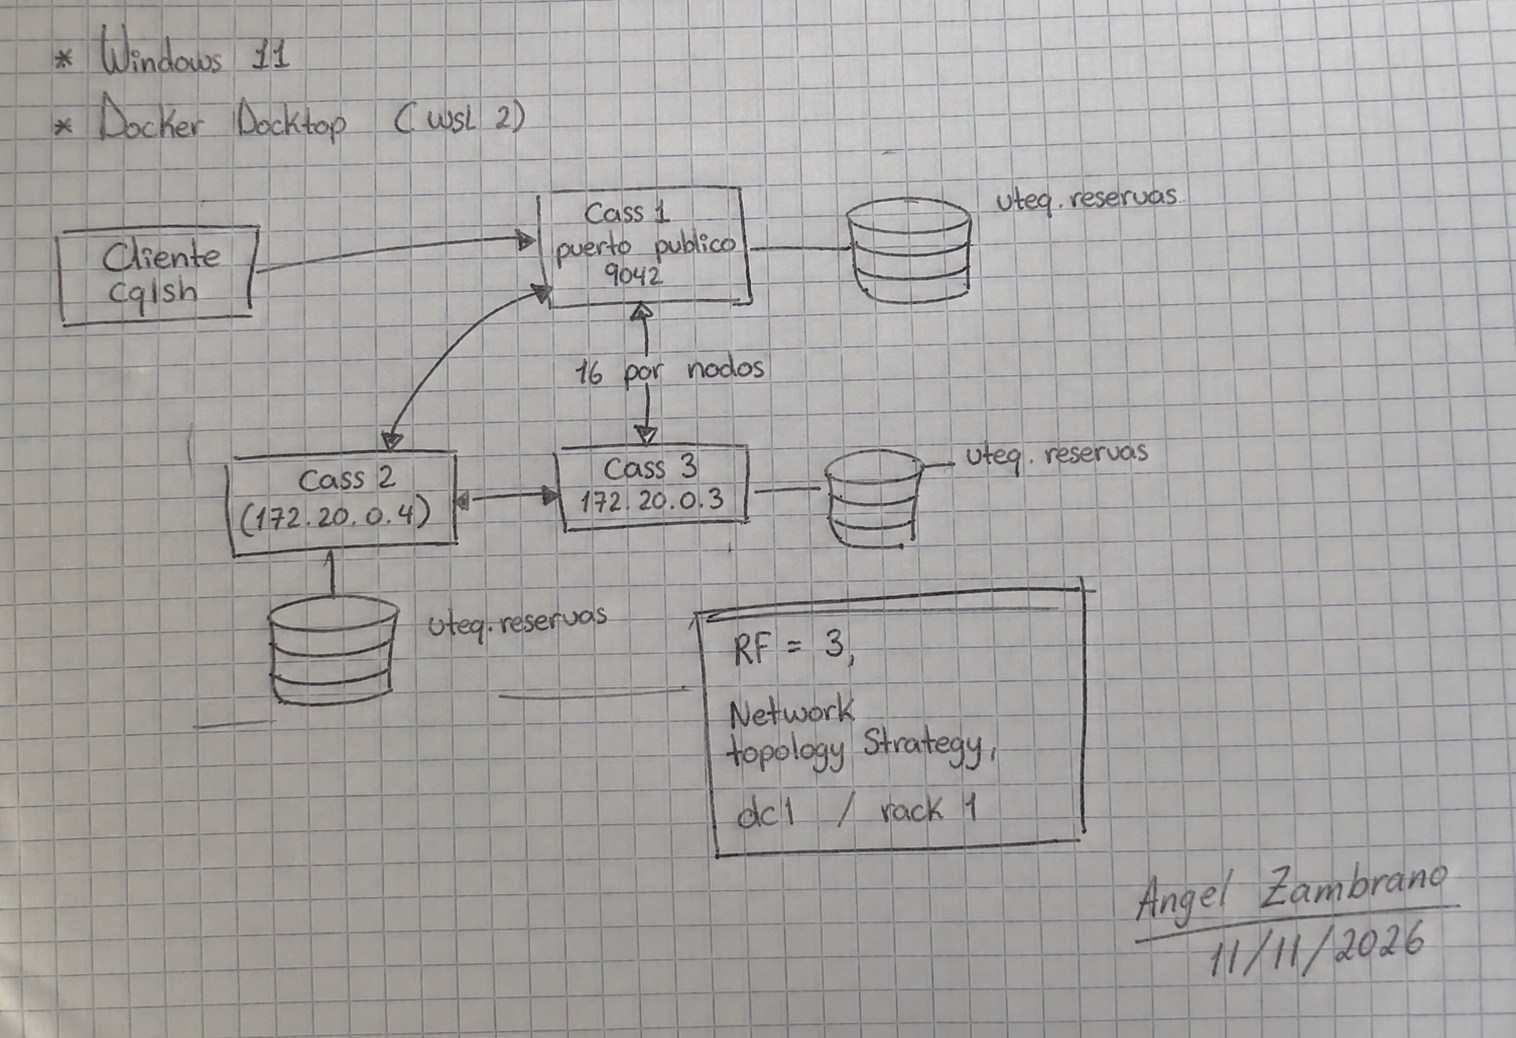 * Windows 11
* Docker Docktop (WSL 2)
Cliente
Cqlsh
Cass 1
puerto publico
9042
uteq.reservas
16 por nodos
Cass 2
(172.20.0.4)
Cass 3
172.20.0.3
uteq.reservas
uteq.reservas
RF = 3,
Network
topology Strategy,
dc1 / rack 1
Angel Zambrano
11/11/2026